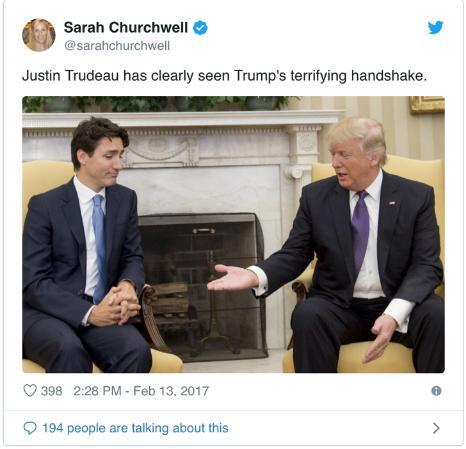 Sarah Churchwell
@sarahchurchwell
Justin Trudeau has clearly seen Trump's terrifying handshake.
398 2:28 PM - Feb 13, 2017
194 people are talking about this